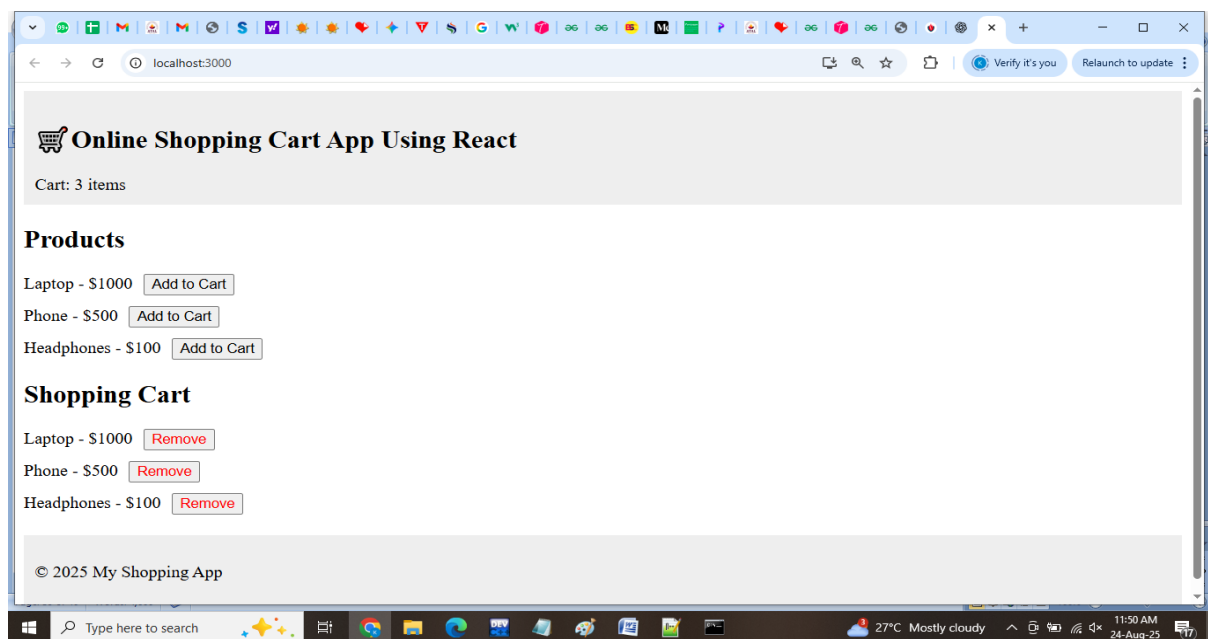 localhost:3000
Verify it's you
Relaunch to update
Online Shopping Cart App Using React
Cart: 3 items
Products
Laptop - $1000 Add to Cart
Phone - $500 Add to Cart
Headphones - $100 Add to Cart
Shopping Cart
Laptop - $1000 Remove
Phone - $500 Remove
Headphones - $100 Remove
© 2025 My Shopping App
Type here to search
27°C Mostly cloudy
11:50 AM
24-Aug-25